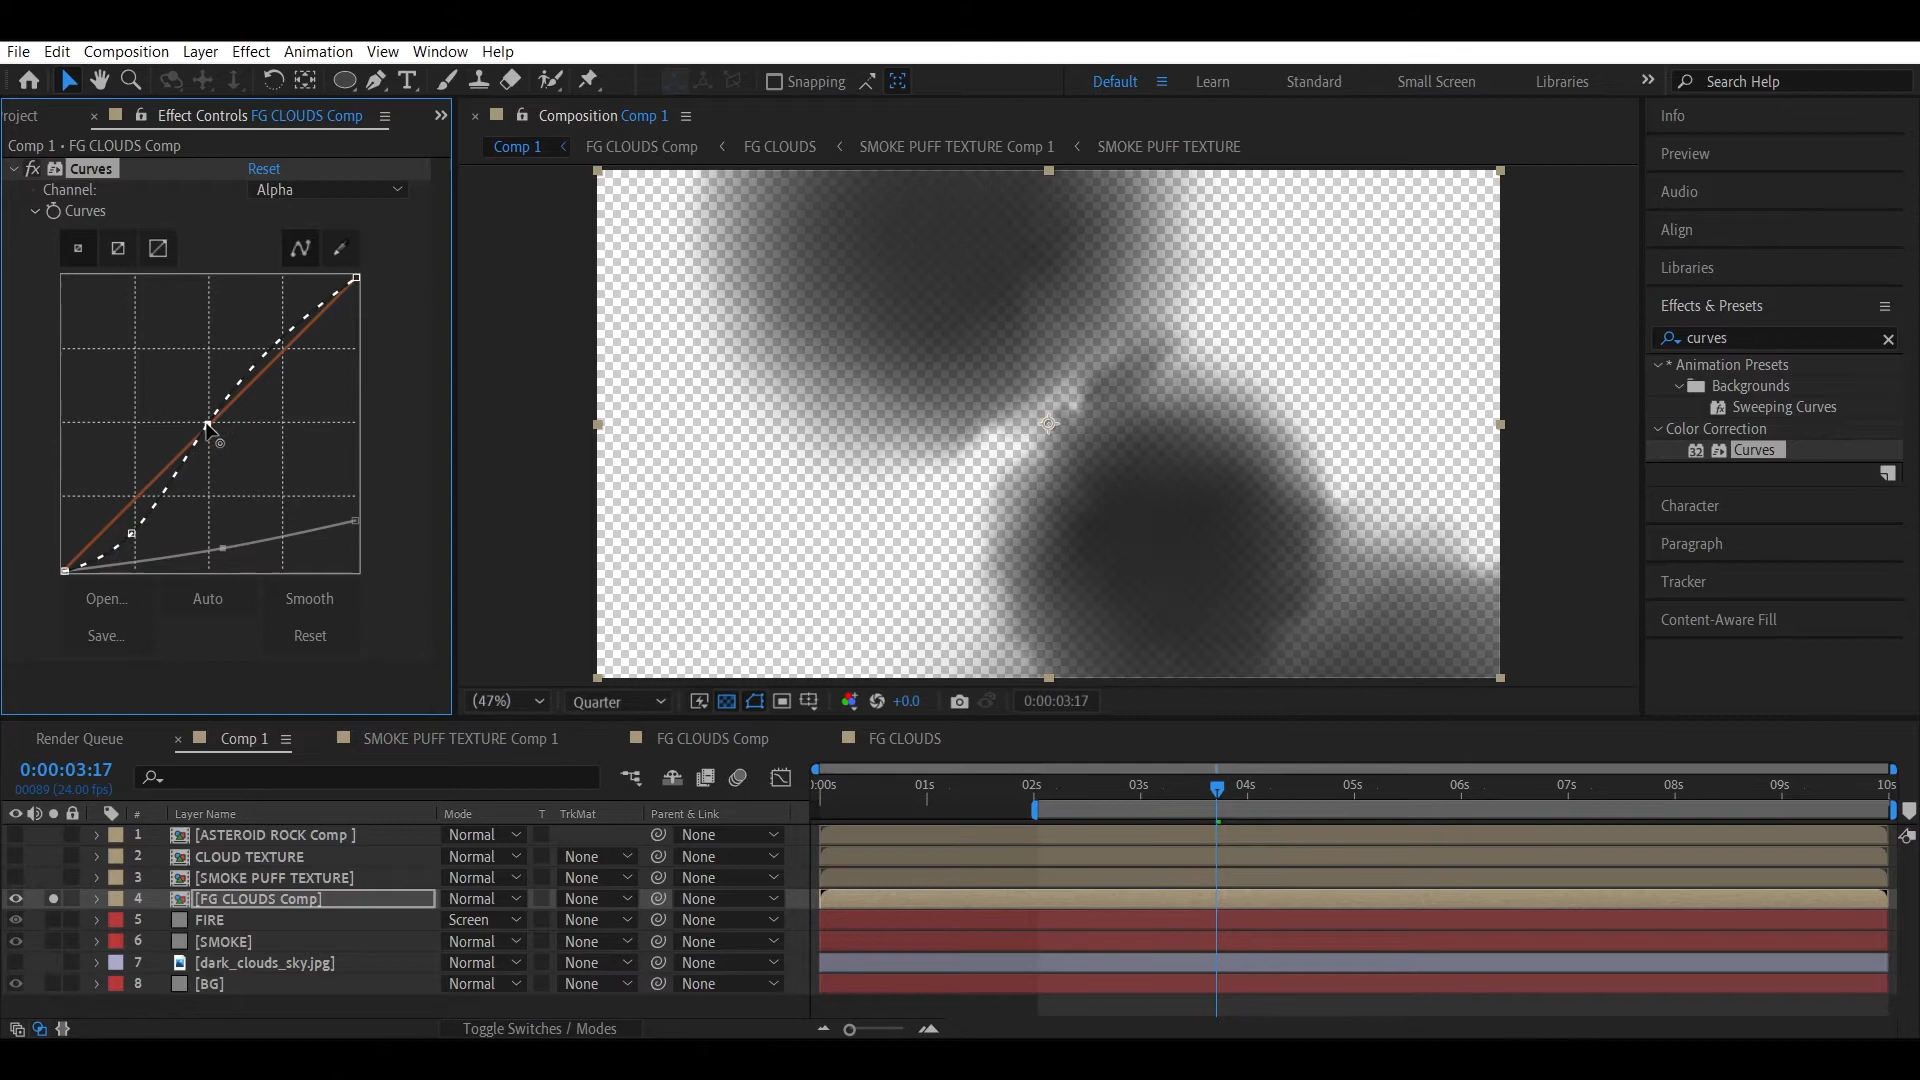 File Edit Composition Layer Effect Animation View Window Help
Snapping Default Learn Standard Small Screen Libraries Search Help
roject Effect Controls FG CLOUDS Comp
Comp 1 • FG CLOUDS Comp
fx Curves Reset
Channel: Alpha
Curves
Open... Auto Smooth
Save... Reset
Composition Comp 1
Comp 1 FG CLOUDS Comp FG CLOUDS SMOKE PUFF TEXTURE Comp 1 SMOKE PUFF TEXTURE
(47%) Quarter +0.0 0:00:03:17
Info
Preview
Audio
Align
Libraries
Effects & Presets
curves
* Animation Presets
Backgrounds
Sweeping Curves
Color Correction
32 Curves
Character
Paragraph
Tracker
Content-Aware Fill
Render Queue Comp 1 SMOKE PUFF TEXTURE Comp 1 FG CLOUDS Comp FG CLOUDS
0:00:03:17
00089 (24.00 fps)
):00s 01s 02s 03s 04s 05s 06s 07s 08s 09s 10s
# Layer Name Mode T TrkMat Parent & Link
1 [ASTEROID ROCK Comp ] Normal None
2 CLOUD TEXTURE Normal None None
3 [SMOKE PUFF TEXTURE] Normal None None
4 [FG CLOUDS Comp] Normal None None
5 FIRE Screen None None
6 [SMOKE] Normal None None
7 [dark_clouds_sky.jpg] Normal None None
8 [BG] Normal None None
Toggle Switches / Modes